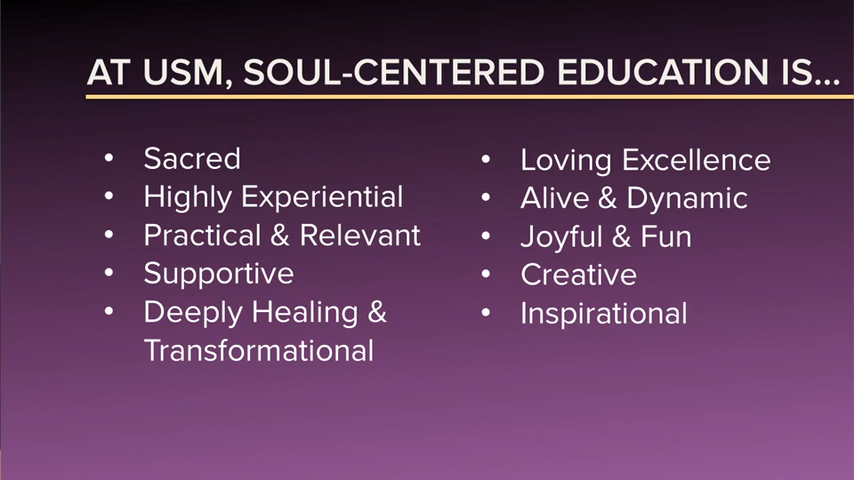 AT USM, SOUL-CENTERED EDUCATION IS...
• Sacred
• Highly Experiential
• Practical & Relevant
• Supportive
• Deeply Healing &
Transformational
• Loving Excellence
• Alive & Dynamic
• Joyful & Fun
• Creative
• Inspirational